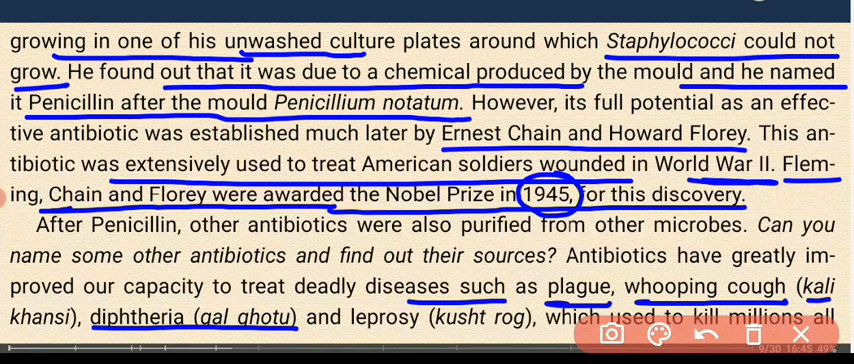 growing in one of his unwashed culture plates around which Staphylococci could not
grow. He found out that it was due to a chemical produced by the mould and he named
it Penicillin after the mould Penicillium notatum. However, its full potential as an effec-
tive antibiotic was established much later by Ernest Chain and Howard Florey. This an-
tibiotic was extensively used to treat American soldiers wounded in World War II. Flem-
ing, Chain and Florey were awarded the Nobel Prize in 1945, for this discovery.
After Penicillin, other antibiotics were also purified from other microbes. Can you
name some other antibiotics and find out their sources? Antibiotics have greatly im-
proved our capacity to treat deadly diseases such as plague, whooping cough (kali
khansi), diphtheria (gal ghotu) and leprosy (kusht rog), which used to kill millions all
9/30 16:45 49%